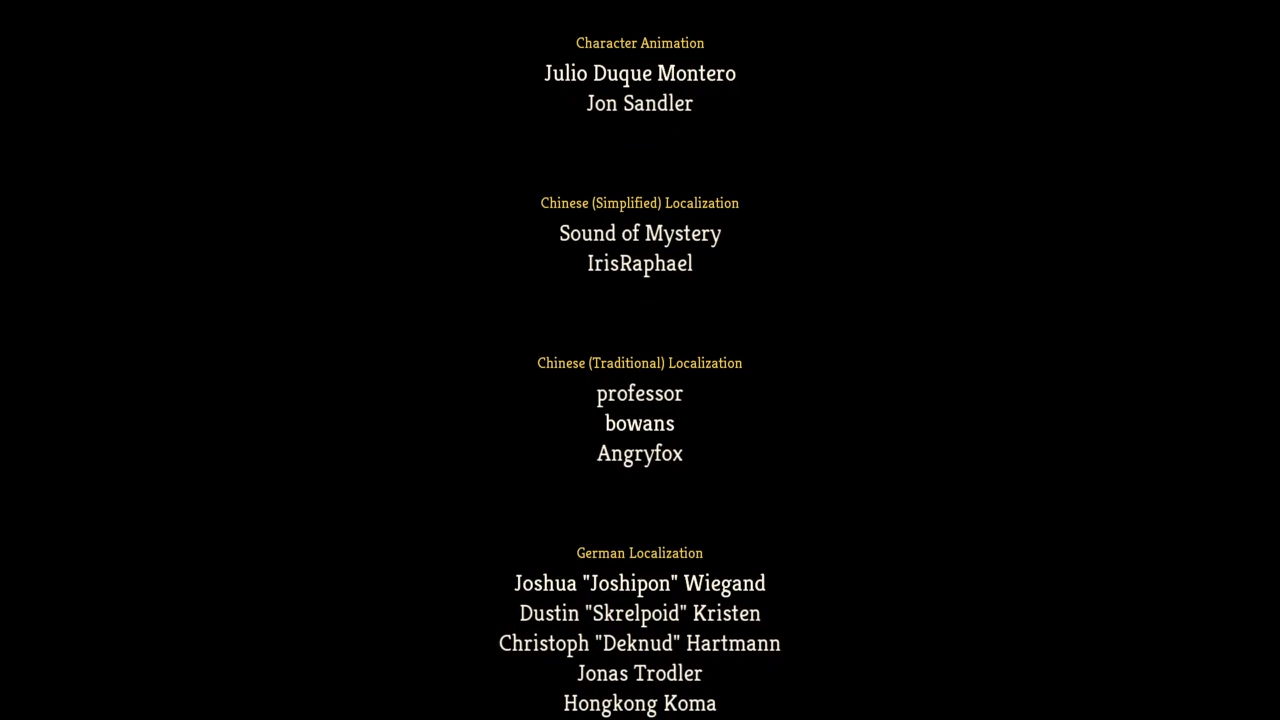 Character Animation
Julio Duque Montero
Jon Sandler
Chinese (Simplified) Localization
Sound of Mystery
IrisRaphael
Chinese (Traditional) Localization
professor
bowans
Angryfox
German Localization
Joshua "Joshipon" Wiegand
Dustin "Skrelpoid" Kristen
Christoph "Deknud" Hartmann
Jonas Trodler
Hongkong Koma